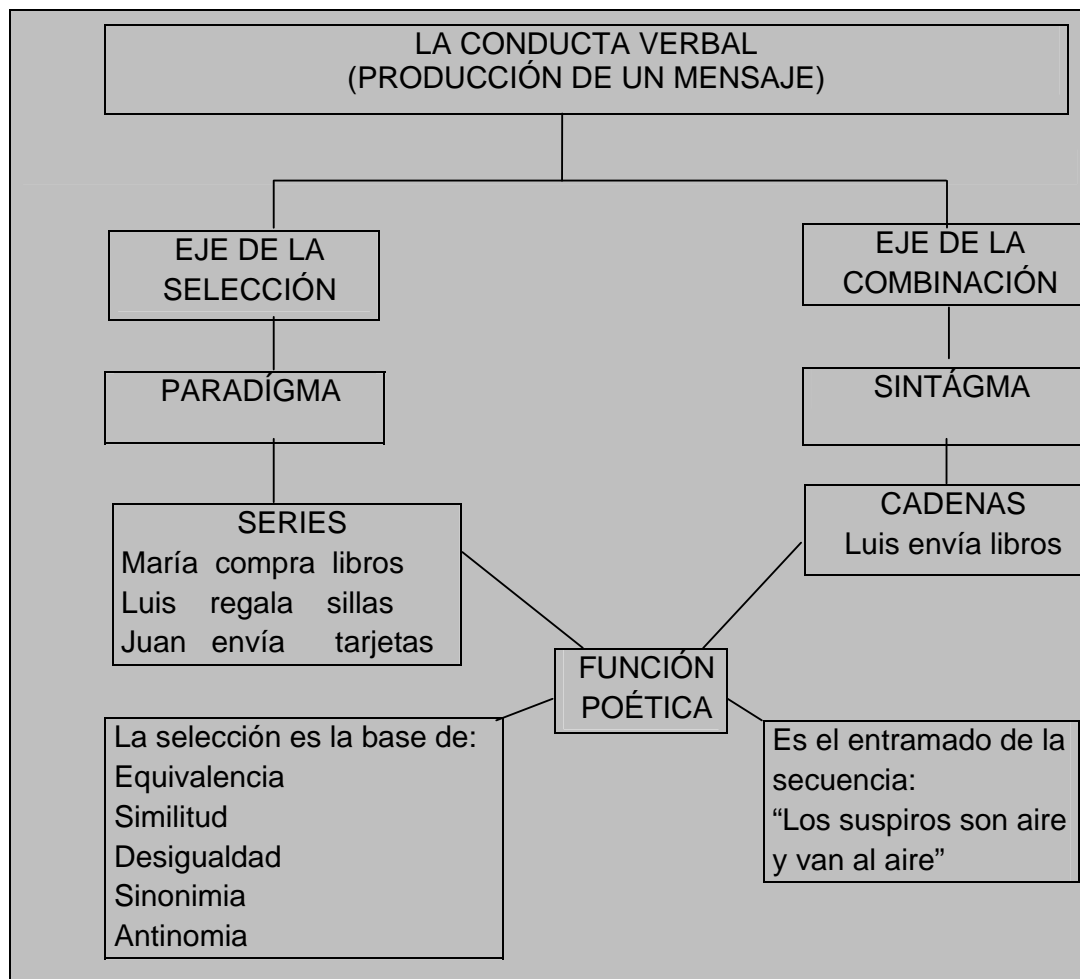 LA CONDUCTA VERBAL
(PRODUCCIÓN DE UN MENSAJE)
EJE DE LA
SELECCIÓN
EJE DE LA
COMBINACIÓN
PARADÍGMA
SINTÁGMA
SERIES
María compra libros
Luis regala sillas
Juan envía tarjetas
CADENAS
Luis envía libros
FUNCIÓN
POÉTICA
La selección es la base de:
Equivalencia
Similitud
Desigualdad
Sinonimia
Antinomia
Es el entramado de la
secuencia:
“Los suspiros son aire
y van al aire”